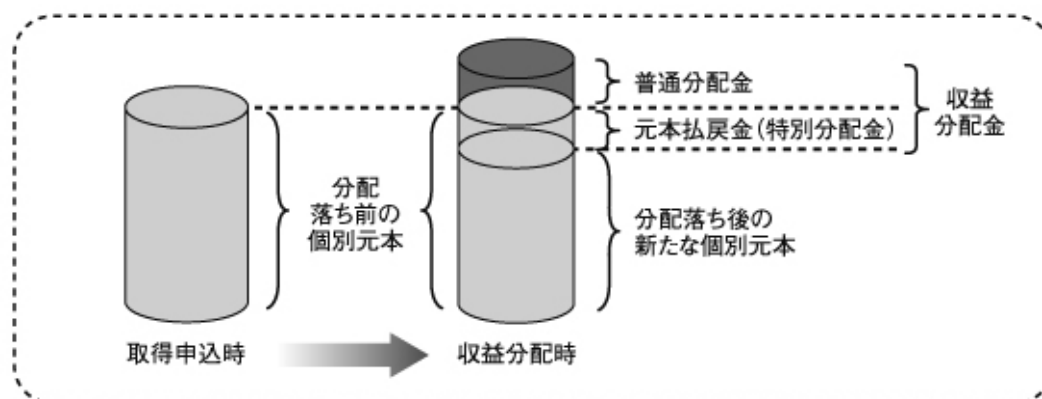 普通分配金
元本払戻金(特別分配金)
収益
分配金
分配
落ち前の
個別元本
分配落ち後の
新たな個別元本
取得申込時
収益分配時